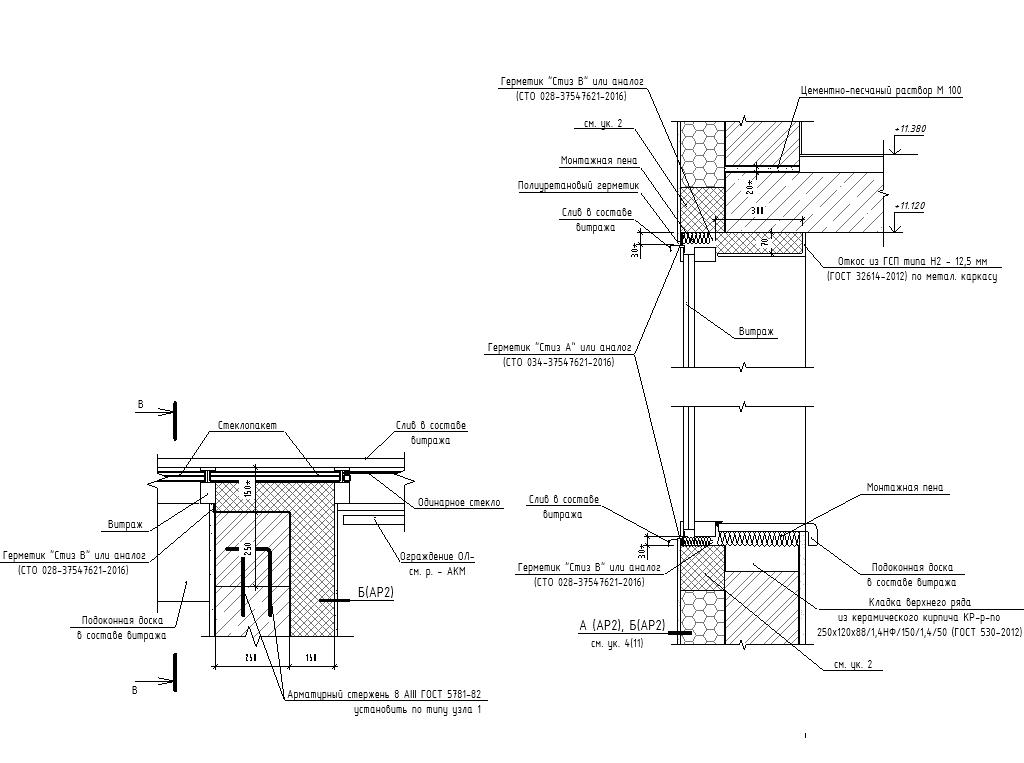 Герметик "Стиз В" или аналог
(СТО 028-37547621-2016)
см. ук. 2
Монтажная пена
Полиуретановый герметик
Слив в составе
витража
30*
Цементно-песчаный раствор М 100
+11.380
20*
300
+11.120
70
Откос из ГСП типа Н2 - 12,5 мм
(ГОСТ 32614-2012) по метал. каркасу
Витраж
Герметик "Стиз А" или аналог
(СТО 034-37547621-2016)
В
Стеклопакет
Слив в составе
витража
150*
Одинарное стекло
Витраж
Герметик "Стиз В" или аналог
(СТО 028-37547621-2016)
250
Ограждение ОЛ-
см. р. - АКМ
Б(АР2)
Подоконная доска
в составе витража
250
150
В
Арматурный стержень 8 АIII ГОСТ 5781-82
установить по типу узла 1
Монтажная пена
Слив в составе
витража
30*
Герметик "Стиз В" или аналог
(СТО 028-37547621-2016)
Подоконная доска
в составе витража
Кладка верхнего ряда
из керамического кирпича КР-р-по
250х120х88/1,4НФ/150/1,4/50 (ГОСТ 530-2012)
А (АР2), Б(АР2)
см. ук. 4(11)
см. ук. 2